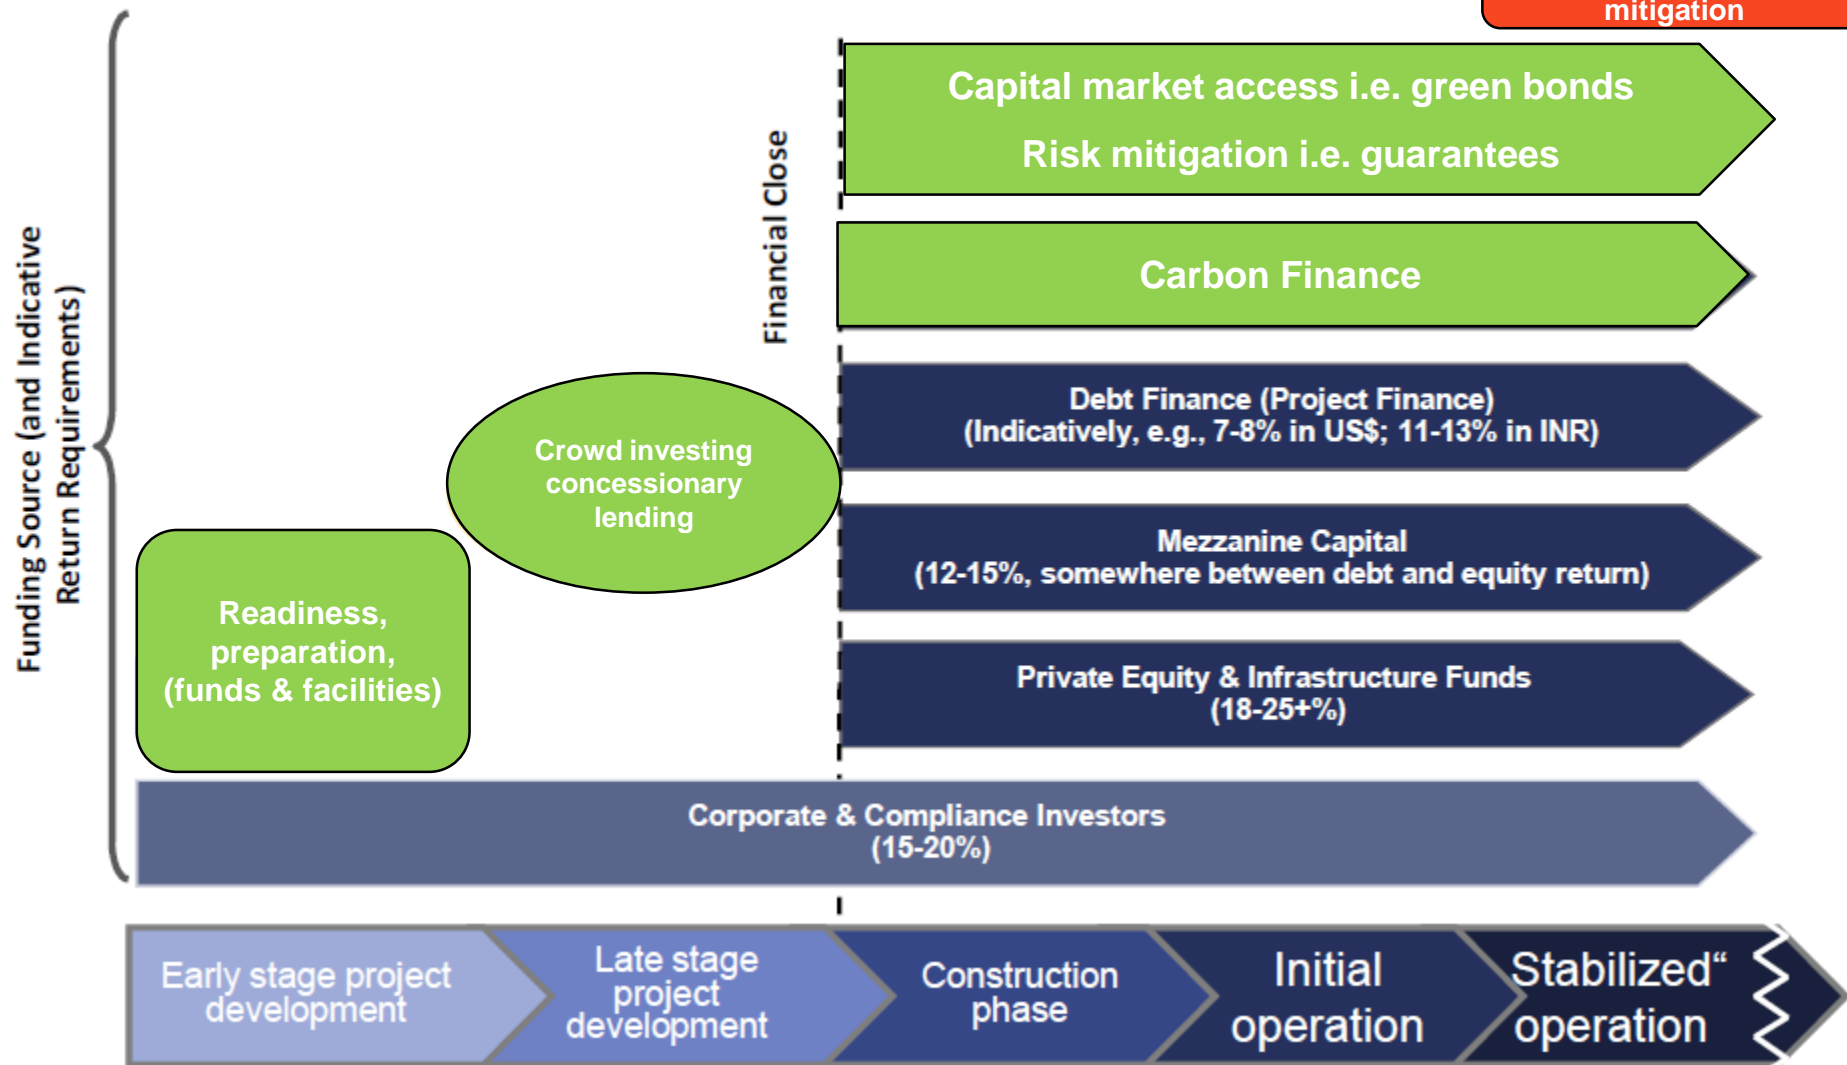 mitigation
Capital market access i.e. green bonds
Risk mitigation i.e. guarantees
Financial Close
Carbon Finance
Funding Source (and Indicative
Return Requirements)
Debt Finance (Project Finance)
(Indicatively, e.g., 7-8% in US$; 11-13% in INR)
Crowd investing
concessionary
lending
Mezzanine Capital
(12-15%, somewhere between debt and equity return)
Readiness,
preparation,
(funds & facilities)
Private Equity & Infrastructure Funds
(18-25+%)
Corporate & Compliance Investors
(15-20%)
Early stage project
development
Late stage
project
development
Construction
phase
Initial
operation
Stabilized“
operation